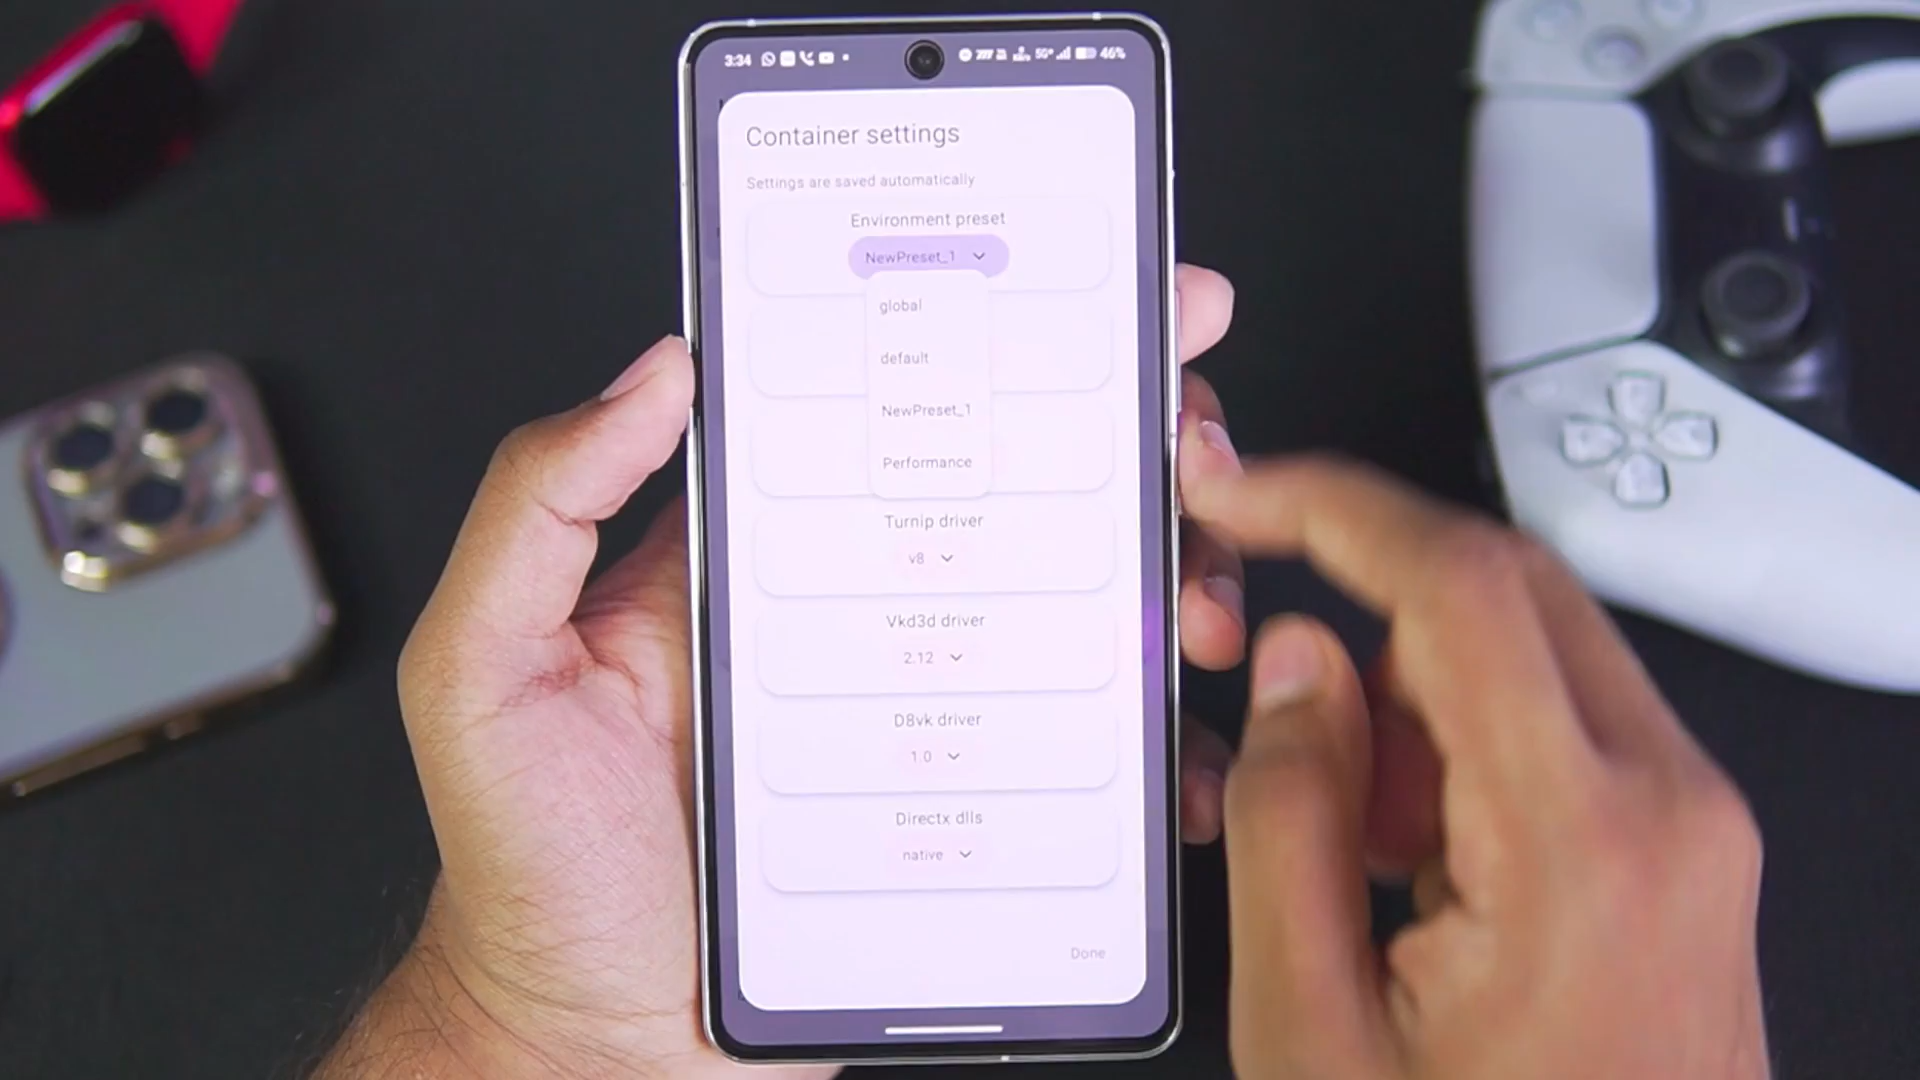 3:34
5G+ 46%
Container settings
Settings are saved automatically
Environment preset
NewPreset_1
global
default
NewPreset_1
Performance
Turnip driver
v8
Vkd3d driver
2.12
D8vk driver
1.0
Directx dlls
native
Done